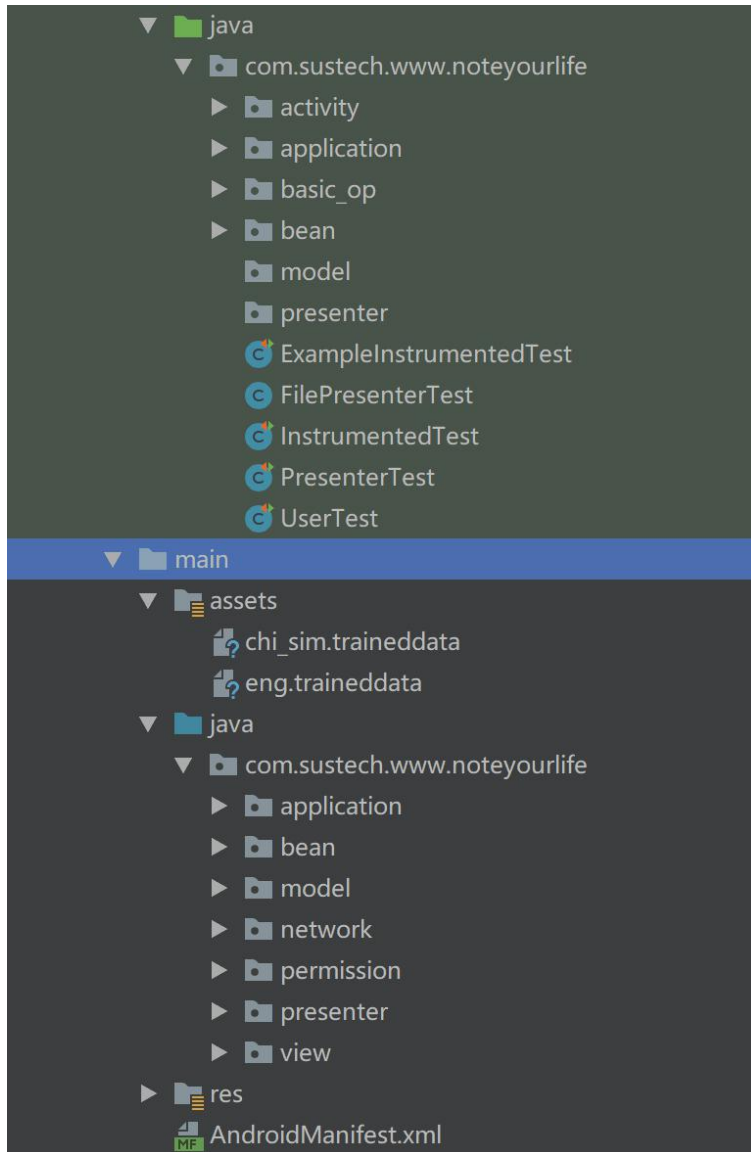 java
com.sustech.www.noteyourlife
activity
application
basic_op
bean
model
presenter
ExampleInstrumentedTest
FilePresenterTest
InstrumentedTest
PresenterTest
UserTest
main
assets
chi_sim.traineddata
eng.traineddata
java
com.sustech.www.noteyourlife
application
bean
model
network
permission
presenter
view
res
AndroidManifest.xml